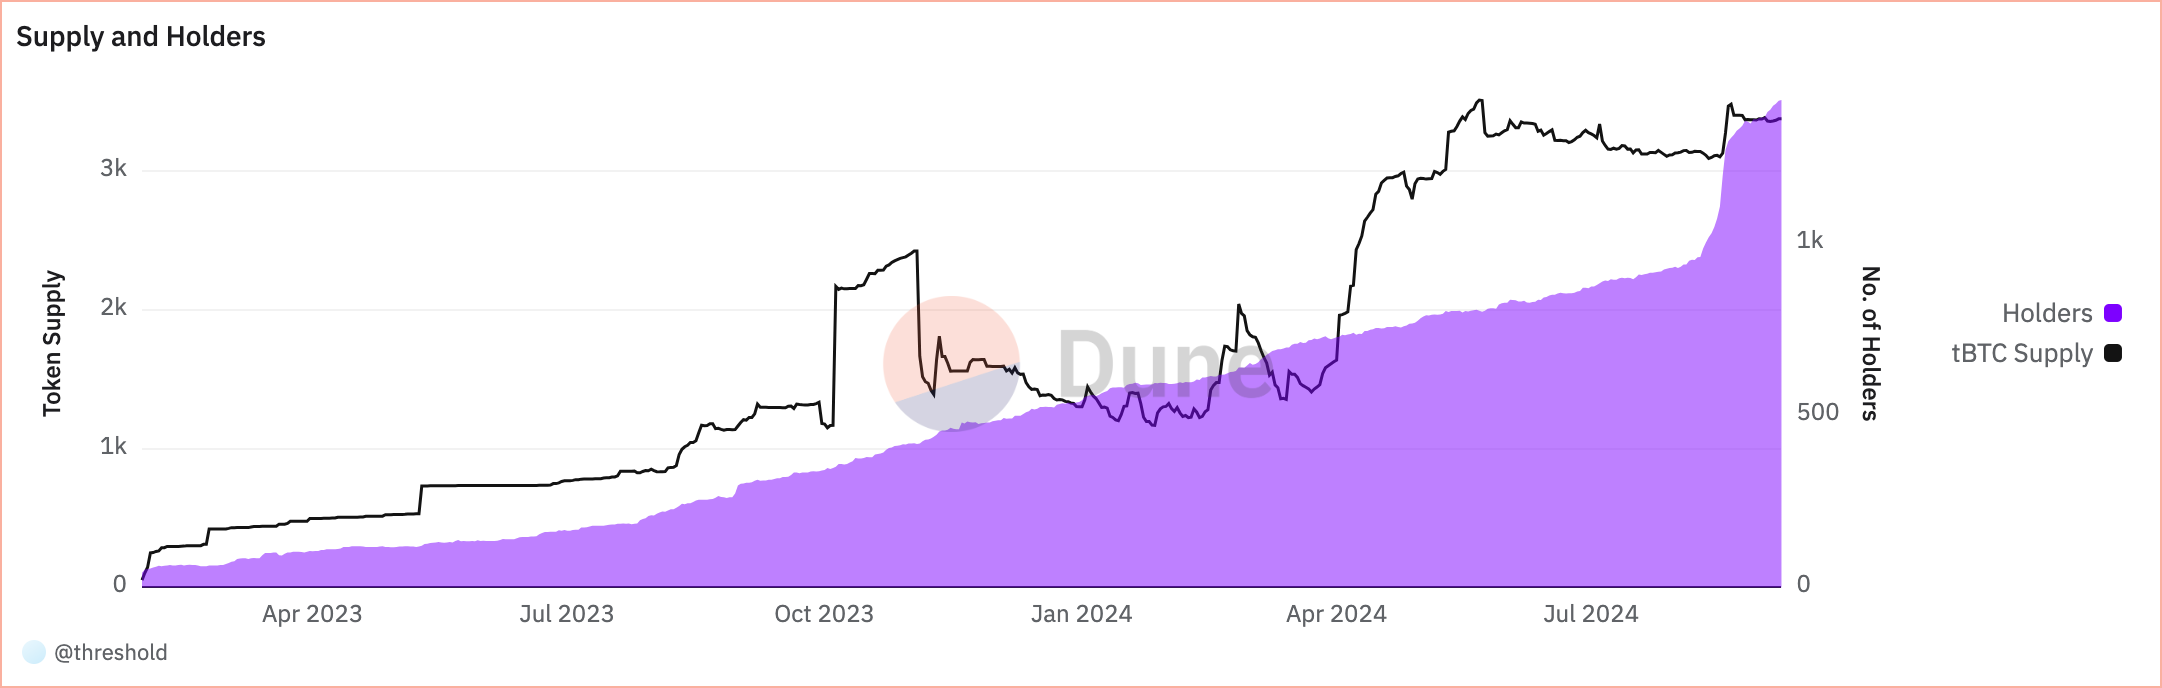 Supply and Holders
Token Supply
3k
2k
1k
0
Dune
1k
500
0
No. of Holders
Holders
tBTC Supply
Apr 2023
Jul 2023
Oct 2023
Jan 2024
Apr 2024
Jul 2024
@threshold